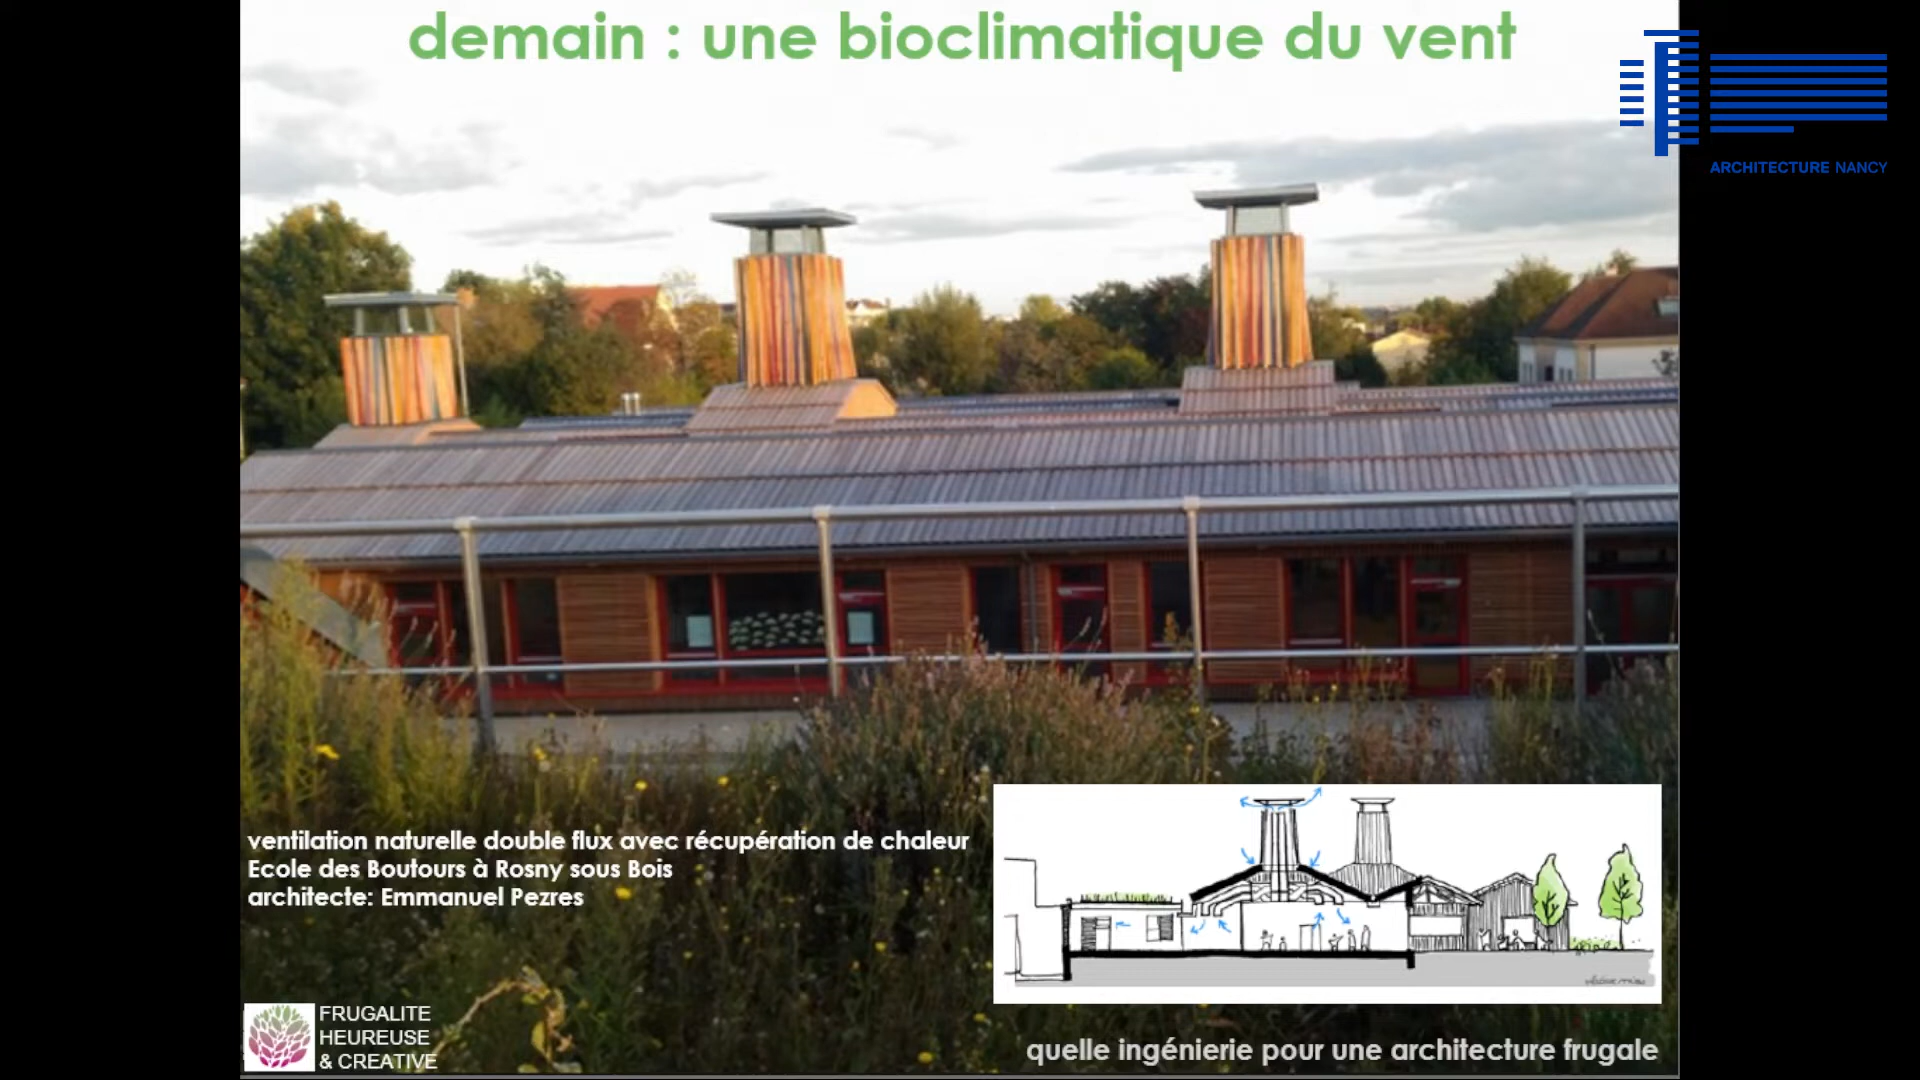 demain : une bioclimatique du vent
ARCHITECTURE NANCY
ventilation naturelle double flux avec récupération de chaleur
Ecole des Boutours à Rosny sous Bois
architecte: Emmanuel Pezres
FRUGALITE
HEUREUSE
& CREATIVE
quelle ingénierie pour une architecture frugale